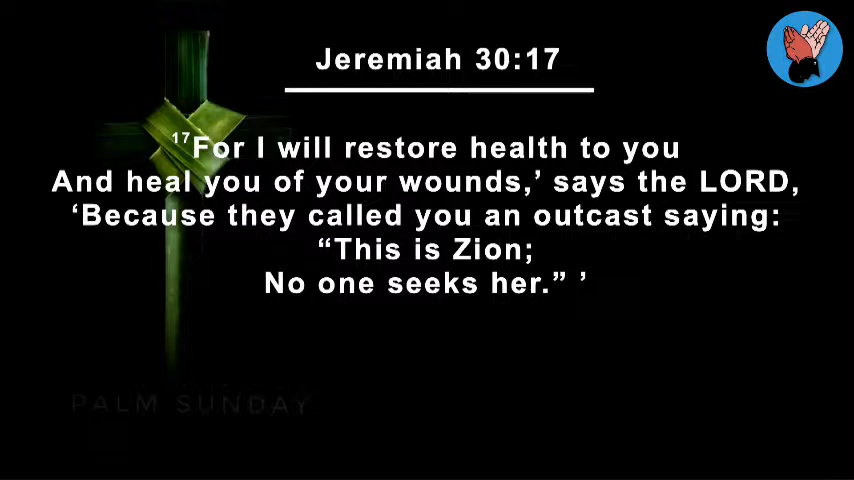 Jeremiah 30:17
17For I will restore health to you
And heal you of your wounds,’ says the LORD,
‘Because they called you an outcast saying:
“This is Zion;
No one seeks her.” ’
PALM SUNDAY